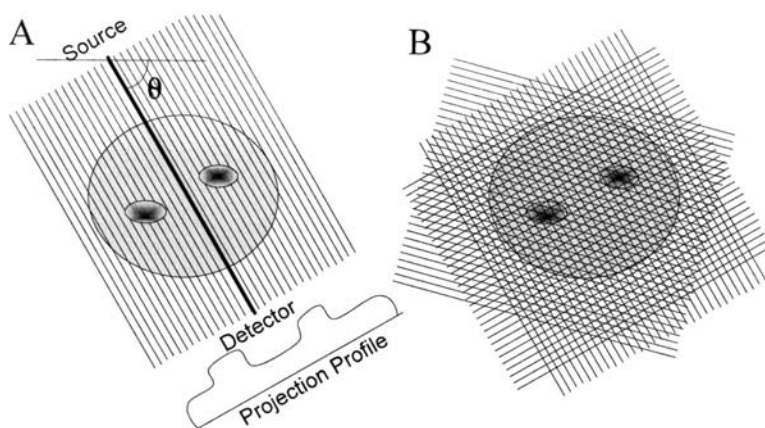 A
Source
θ
Detector
Projection Profile
B